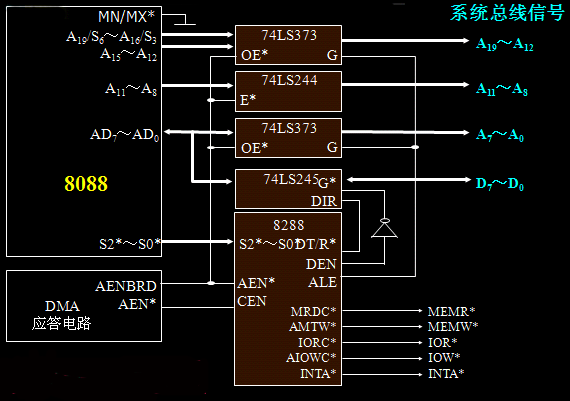 系统总线信号
MN/MX*
A19/S6～A16/S3
A15～A12
74LS373
OE* G
A19～A12
A11～A8
74LS244
E*
A11～A8
AD7～AD0
74LS373
OE* G
A7～A0
8088
74LS245
G*
DIR
D7～D0
8288
S2*～S0*
S2*～S0*
DT/R*
DEN
ALE
AENBRD
AEN*
AEN*
CEN
DMA
应答电路
MRDC*
MEMR*
AMTW*
MEMW*
IORC*
IOR*
AIOWC*
IOW*
INTA*
INTA*